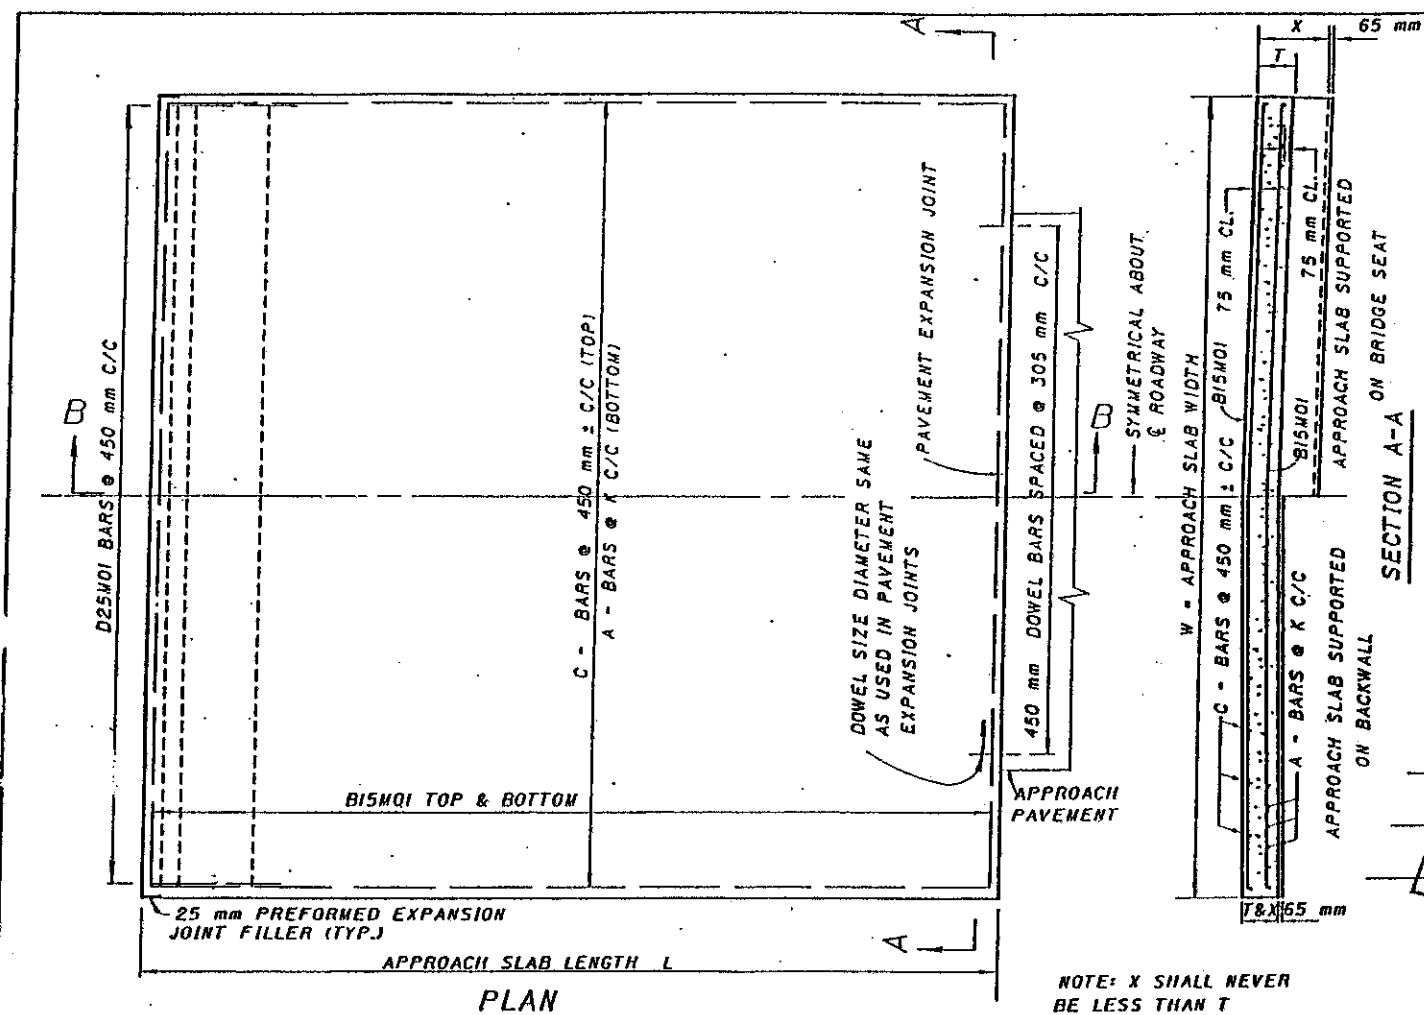 A
X
65 mm
T
D25M01 BARS @ 450 mm C/C
B
C - BARS @ 450 mm ± C/C (TOP)
A - BARS @ K C/C (BOTTOM)
DOWEL SIZE DIAMETER SAME
AS USED IN PAVEMENT
EXPANSION JOINTS
PAVEMENT EXPANSION JOINT
450 mm DOWEL BARS SPACED @ 305 mm C/C
B
SYMMETRICAL ABOUT
℄ ROADWAY
W = APPROACH SLAB WIDTH
C - BARS @ 450 mm ± C/C
B15M01
75 mm CL.
75 mm CL.
B15M01
A - BARS @ K C/C
APPROACH SLAB SUPPORTED
ON BRIDGE SEAT
APPROACH SLAB SUPPORTED
ON BACKWALL
SECTION A-A
B15M01 TOP & BOTTOM
APPROACH
PAVEMENT
25 mm PREFORMED EXPANSION
JOINT FILLER (TYP.)
T&X
65 mm
A
APPROACH SLAB LENGTH L
PLAN
NOTE: X SHALL NEVER
BE LESS THAN T